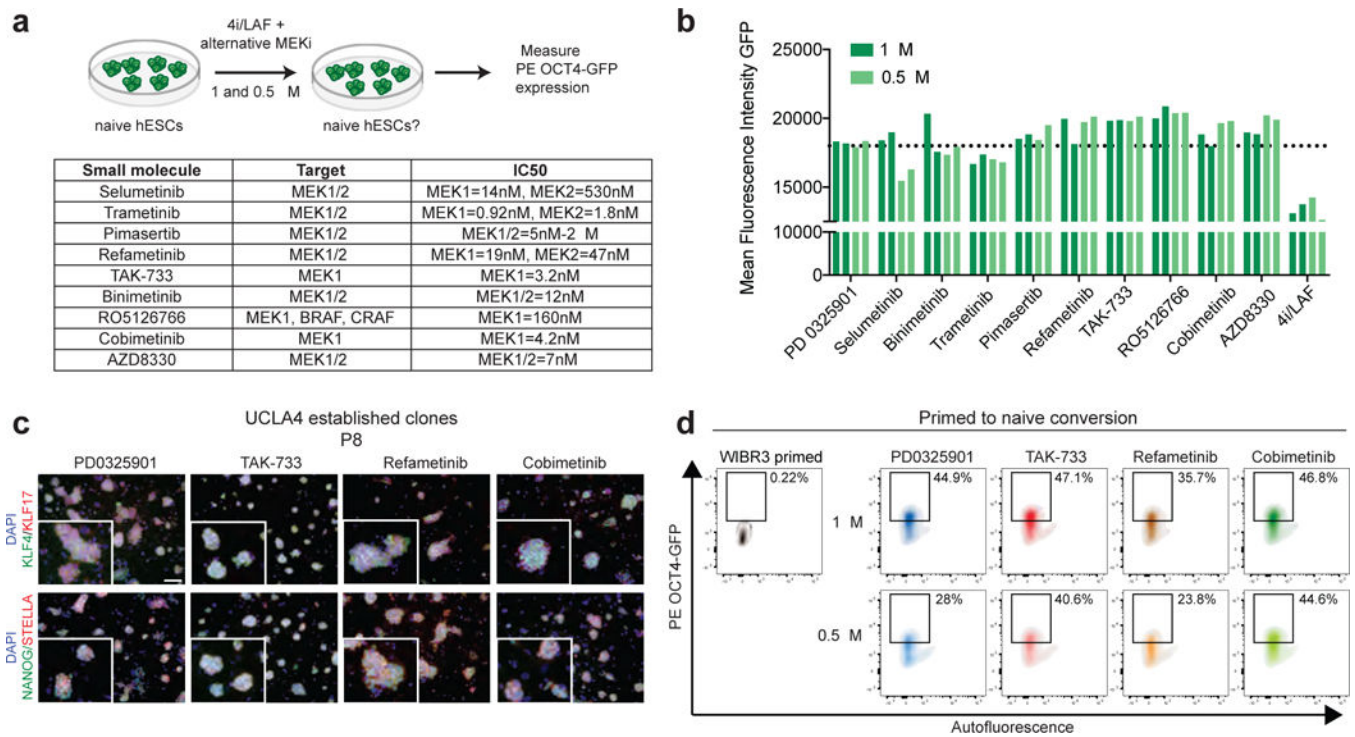 a
4i/LAF +
alternative MEKi
1 and 0.5 M
Measure
PE OCT4-GFP
expression
naive hESCs
naive hESCs?
Small molecule Target IC50
Selumetinib MEK1/2 MEK1=14nM, MEK2=530nM
Trametinib MEK1/2 MEK1=0.92nM, MEK2=1.8nM
Pimasertib MEK1/2 MEK1/2=5nM-2 M
Refametinib MEK1/2 MEK1=19nM, MEK2=47nM
TAK-733 MEK1 MEK1=3.2nM
Binimetinib MEK1/2 MEK1/2=12nM
RO5126766 MEK1, BRAF, CRAF MEK1=160nM
Cobimetinib MEK1 MEK1=4.2nM
AZD8330 MEK1/2 MEK1/2=7nM
b
Mean Fluorescence Intensity GFP
25000
20000
15000
10000
0
1 M
0.5 M
PD 0325901
Selumetinib
Binimetinib
Trametinib
Pimasertib
Refametinib
TAK-733
RO5126766
Cobimetinib
AZD8330
4i/LAF
c
UCLA4 established clones
P8
PD0325901 TAK-733 Refametinib Cobimetinib
DAPI
KLF4/KLF17
DAPI
NANOG/STELLA
d
Primed to naive conversion
WIBR3 primed PD0325901 TAK-733 Refametinib Cobimetinib
0.22% 44.9% 47.1% 35.7% 46.8%
1 M
28% 40.6% 23.8% 44.6%
0.5 M
PE OCT4-GFP
Autofluorescence